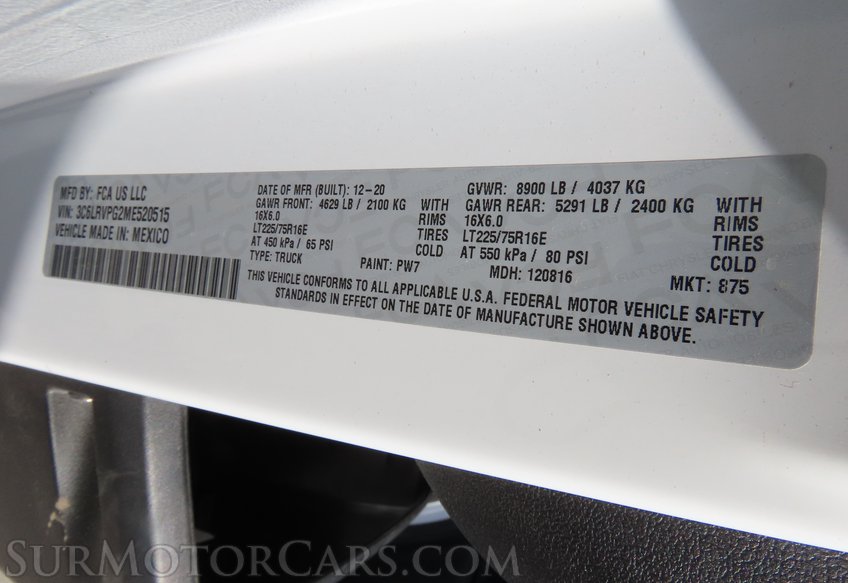 MFD BY: FCA US LLC
VIN: 3C6LRVPG2ME520515
VEHICLE MADE IN: MEXICO
DATE OF MFR (BUILT): 12-20
GAWR FRONT: 4629 LB / 2100 KG WITH
16X6.0 RIMS
LT225/75R16E TIRES
AT 450 kPa / 65 PSI COLD
TYPE: TRUCK PAINT: PW7
GVWR: 8900 LB / 4037 KG
GAWR REAR: 5291 LB / 2400 KG WITH
16X6.0 RIMS
LT225/75R16E TIRES
AT 550 kPa / 80 PSI COLD
MDH: 120816 MKT: 875
THIS VEHICLE CONFORMS TO ALL APPLICABLE U.S.A. FEDERAL MOTOR VEHICLE SAFETY
STANDARDS IN EFFECT ON THE DATE OF MANUFACTURE SHOWN ABOVE.
SurMotorCars.com